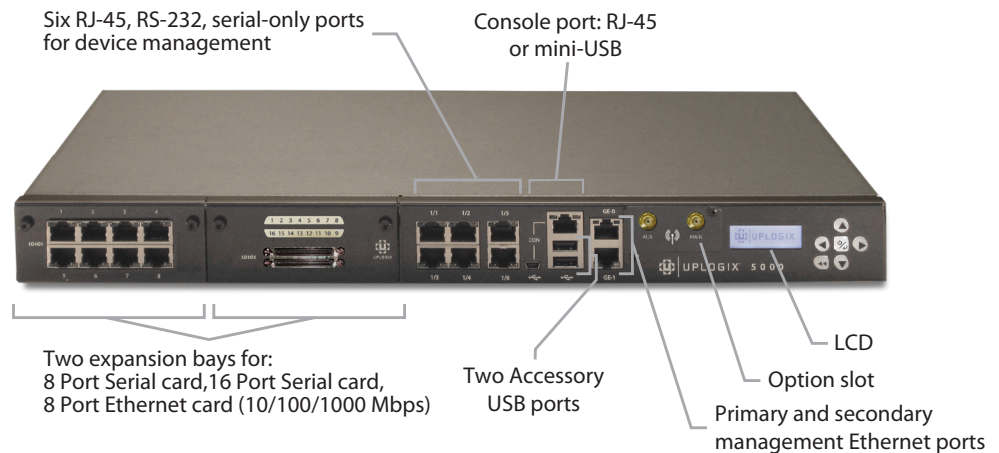 Six RJ-45, RS-232, serial-only ports
for device management
Console port: RJ-45
or mini-USB
1 2 3 4
10101
5 6 7 8
1 2 3 4 5 6 7 8
16 15 14 13 12 11 10 9
10101
UPLOGIX
1/1 1/2 1/5
1/3 1/4 1/6
CON
GE-0
GE-1
AUX
MAIN
UPLOGIX
UPLOGIX 5000
Two expansion bays for:
8 Port Serial card,16 Port Serial card,
8 Port Ethernet card (10/100/1000 Mbps)
Two Accessory
USB ports
LCD
Option slot
Primary and secondary
management Ethernet ports